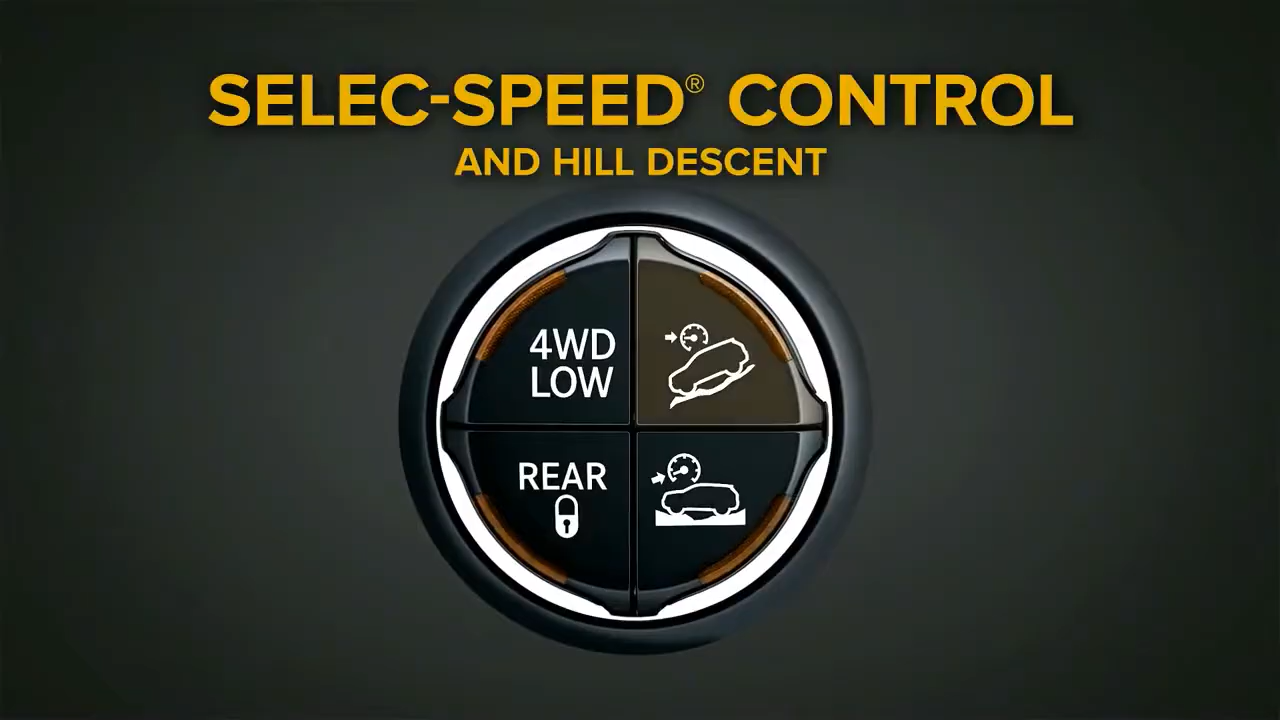 SELEC-SPEED® CONTROL
AND HILL DESCENT
4WD
LOW
REAR